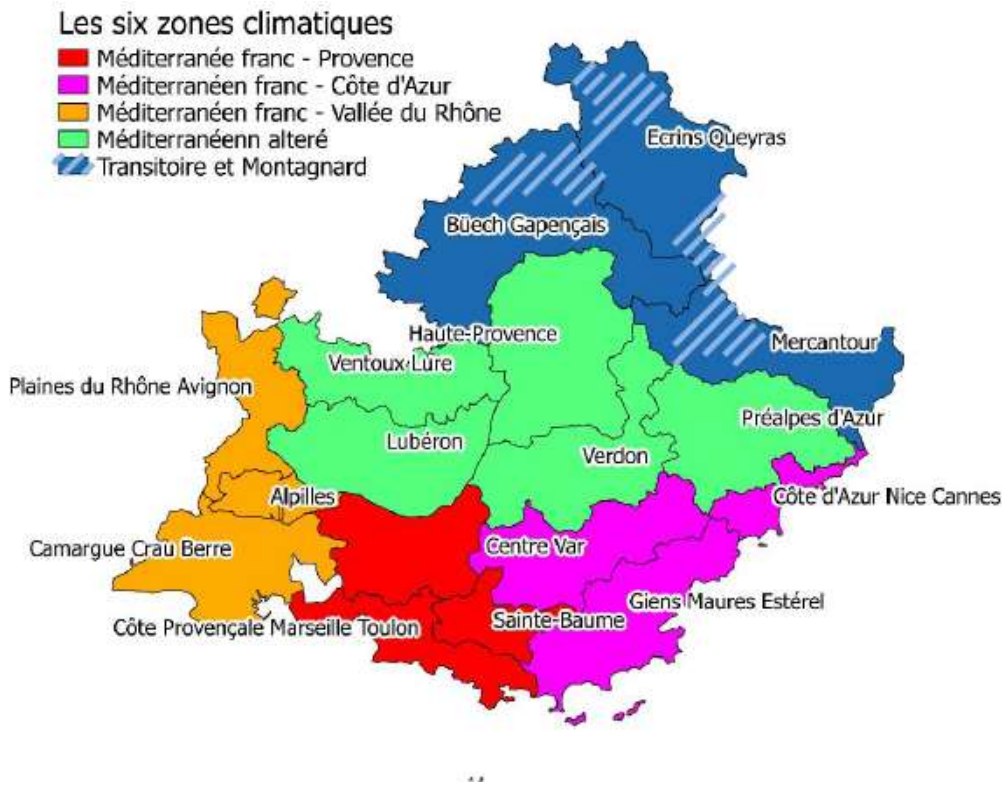 Les six zones climatiques
Méditerranée franc - Provence
Méditerranéen franc - Côte d'Azur
Méditerranéen franc - Vallée du Rhône
Méditerranéenn alteré
Transitoire et Montagnard
Ecrins Queyras
Büech Gapençais
Haute-Provence
Mercantour
Ventoux-Lure
Plaines du Rhône Avignon
Préalpes d'Azur
Lubéron
Verdon
Alpilles
Côte d'Azur Nice Cannes
Camargue Crau Berre
Centre Var
Giens Maures Estérel
Sainte-Baume
Côte Provençale Marseille Toulon